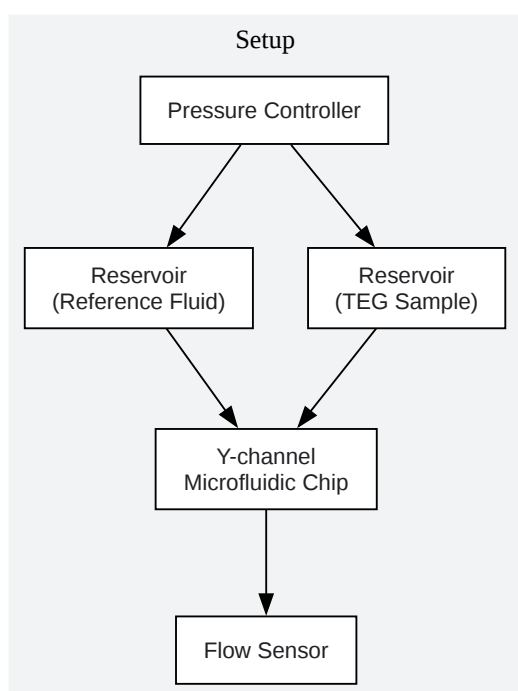 Setup
Pressure Controller
Reservoir
(Reference Fluid)
Reservoir
(TEG Sample)
Y-channel
Microfluidic Chip
Flow Sensor